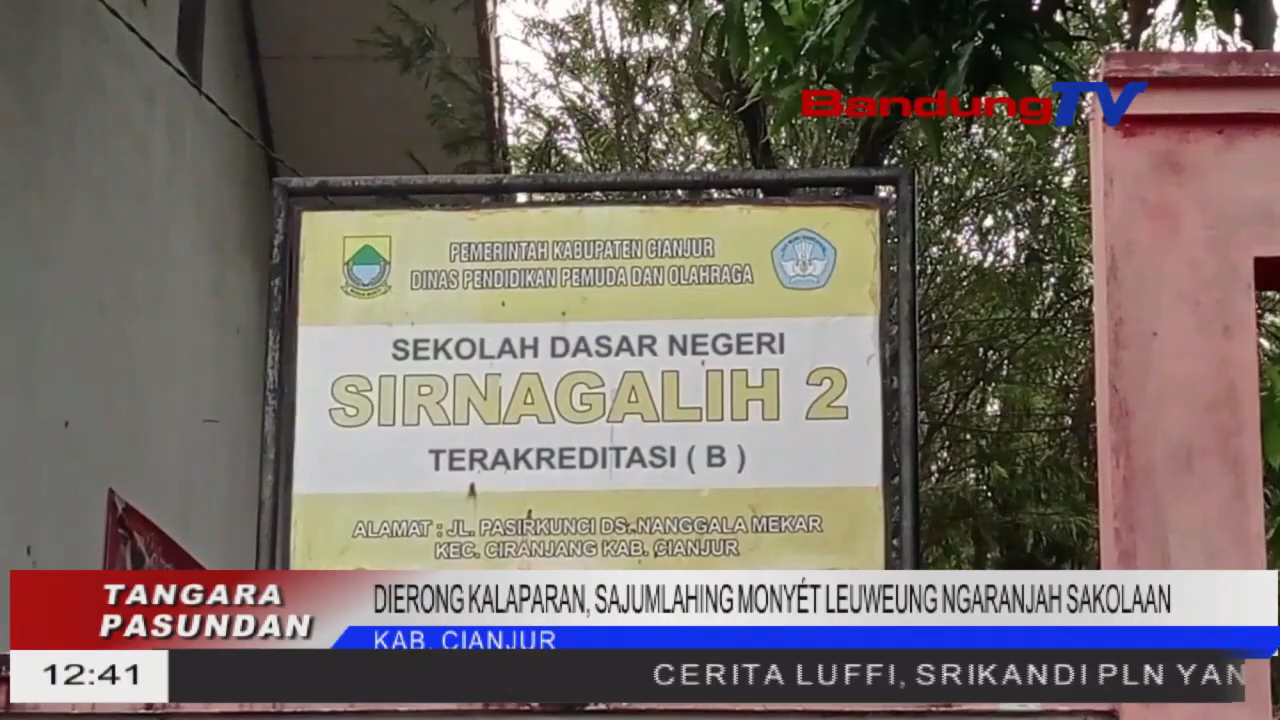 BandungTV
PEMERINTAH KABUPATEN CIANJUR
DINAS PENDIDIKAN PEMUDA DAN OLAHRAGA
SEKOLAH DASAR NEGERI
SIRNAGALIH 2
TERAKREDITASI ( B )
ALAMAT : JL. PASIRKUNCI DS. NANGGALA MEKAR
KEC. CIRANJANG KAB. CIANJUR
TANGARA
PASUNDAN
DIERONG KALAPARAN, SAJUMLAHING MONYÉT LEUWEUNG NGARANJAH SAKOLAAN
KAB. CIANJUR
12:41
CERITA LUFFI, SRIKANDI PLN YAN